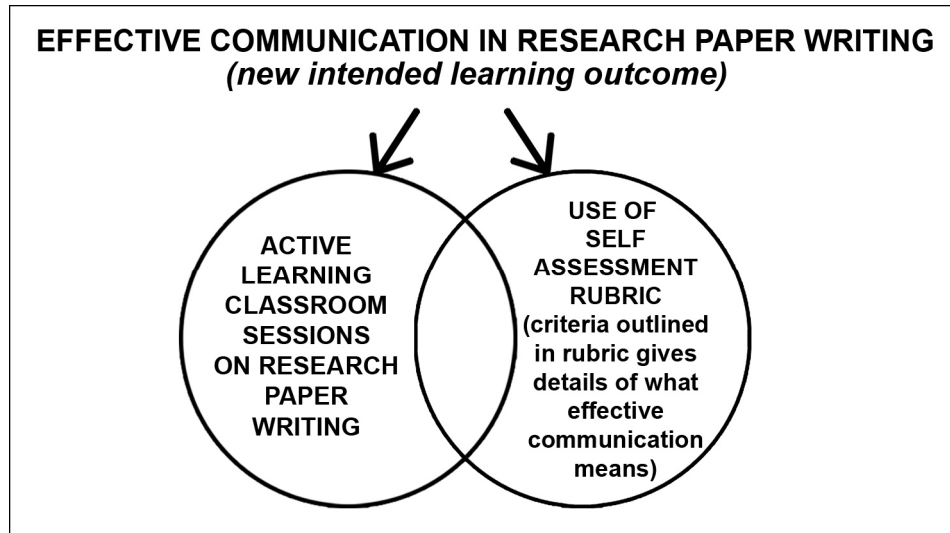 EFFECTIVE COMMUNICATION IN RESEARCH PAPER WRITING
(new intended learning outcome)
ACTIVE
LEARNING
CLASSROOM
SESSIONS
ON RESEARCH
PAPER
WRITING
USE OF
SELF
ASSESSMENT
RUBRIC
(criteria outlined
in rubric gives
details of what
effective
communication
means)